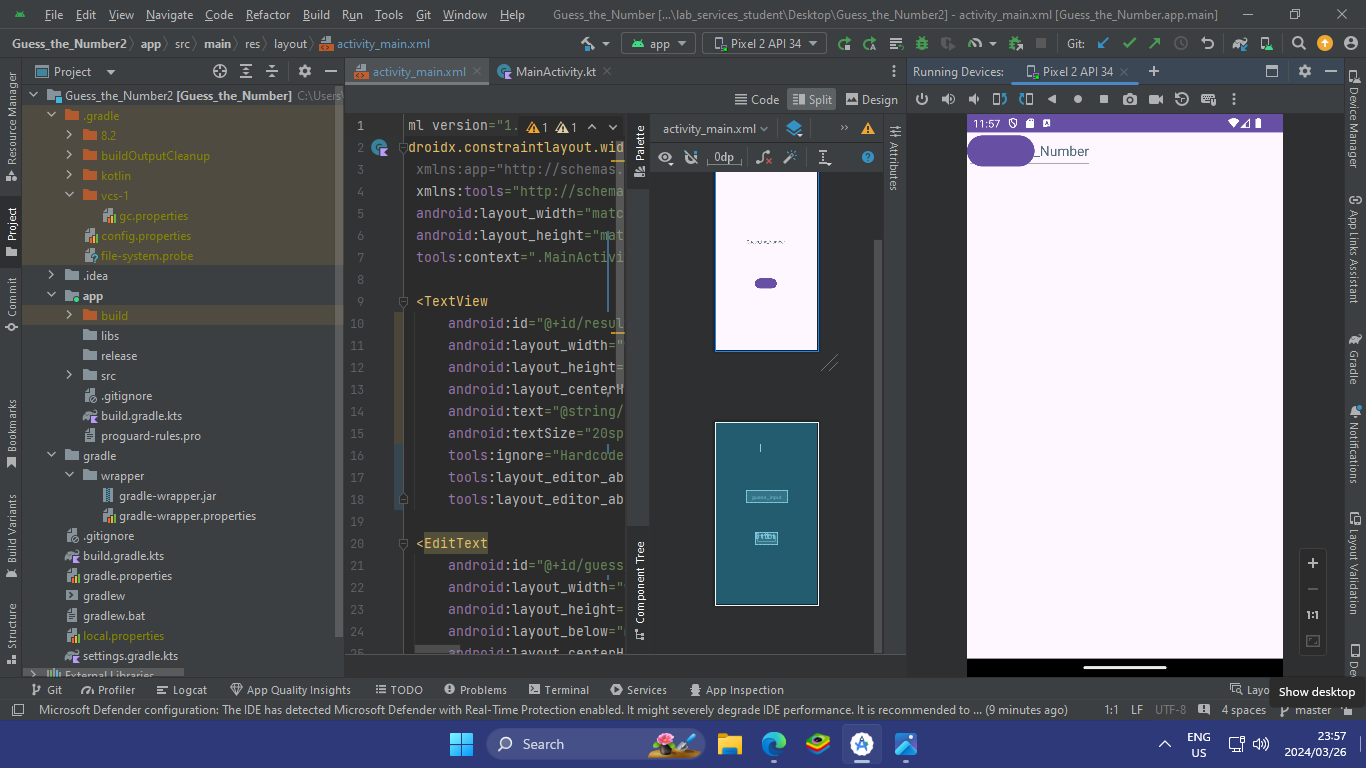 File Edit View Navigate Code Refactor Build Run Tools Git Window Help Guess_the_Number [...\lab_services_student\Desktop\Guess_the_Number2] - activity_main.xml [Guess_the_Number.app.main]
Guess_the_Number2 app src main res layout activity_main.xml app Pixel 2 API 34 Git:
Project activity_main.xml MainActivity.kt Running Devices: Pixel 2 API 34
Guess_the_Number2 [Guess_the_Number] C:\Users\
.gradle
8.2
buildOutputCleanup
kotlin
vcs-1
gc.properties
config.properties
file-system.probe
.idea
app
build
libs
release
src
.gitignore
build.gradle.kts
proguard-rules.pro
gradle
wrapper
gradle-wrapper.jar
gradle-wrapper.properties
.gitignore
build.gradle.kts
gradle.properties
gradlew
gradlew.bat
local.properties
settings.gradle.kts
External Libraries
Resource Manager
Project
Commit
Bookmarks
Build Variants
Structure
Code Split Design
1 ml version="1. 1 1
2 droidx.constraintlayout.wid
3 xmlns:app="http://schemas.
4 xmlns:tools="http://schema
5 android:layout_width="matc
6 android:layout_height="mat
7 tools:context=".MainActivi
8
9 <TextView
10 android:id="@+id/resul
11 android:layout_width="
12 android:layout_height=
13 android:layout_centerH
14 android:text="@string/
15 android:textSize="20sp
16 tools:ignore="Hardcode
17 tools:layout_editor_ab
18 tools:layout_editor_ab
19
20 <EditText
21 android:id="@+id/guess
22 android:layout_width="
23 android:layout_height=
24 android:layout_below="
25 android:layout_centerH
Palette
Component Tree
activity_main.xml
0dp
guess_input
Attributes
11:57
_Number
1:1
Device Manager
App Links Assistant
Gradle
Notifications
Layout Validation
Git Profiler Logcat App Quality Insights TODO Problems Terminal Services App Inspection Layo
Show desktop
Microsoft Defender configuration: The IDE has detected Microsoft Defender with Real-Time Protection enabled. It might severely degrade IDE performance. It is recommended to ... (9 minutes ago) 1:1 LF UTF-8 4 spaces master
Search
ENG
US
23:57
2024/03/26